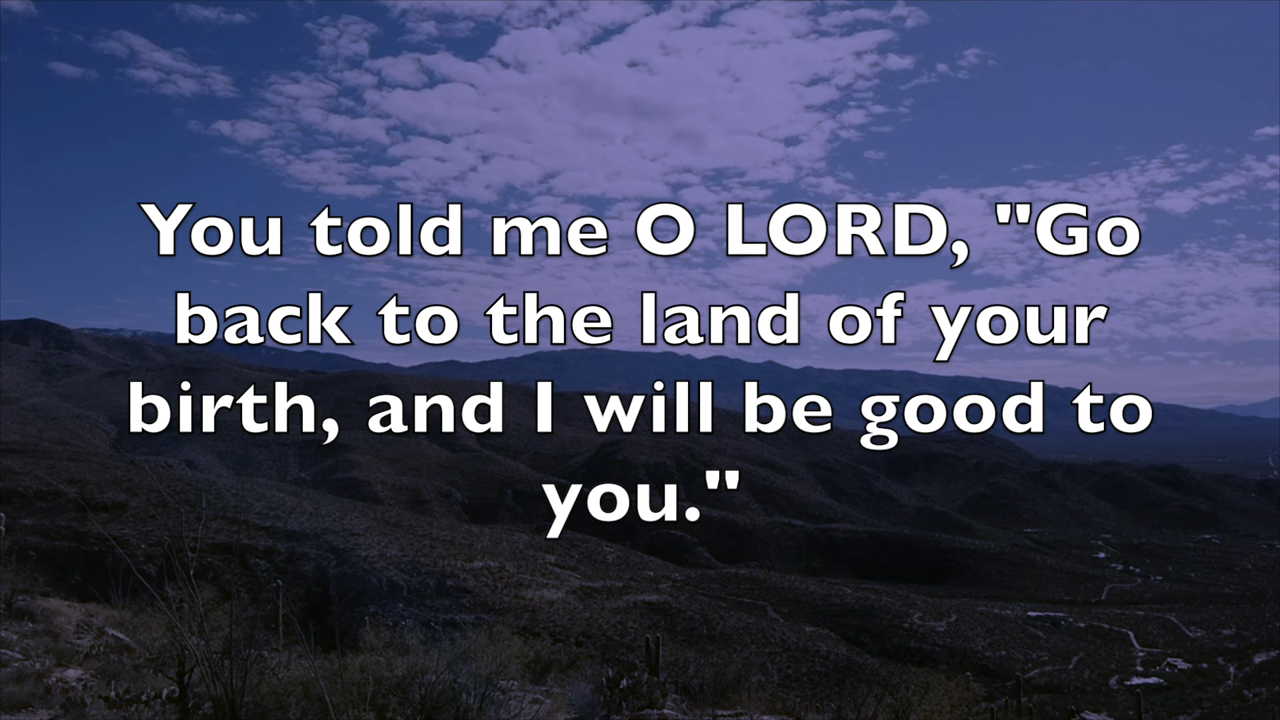 You told me O LORD, "Go
back to the land of your
birth, and I will be good to
you."